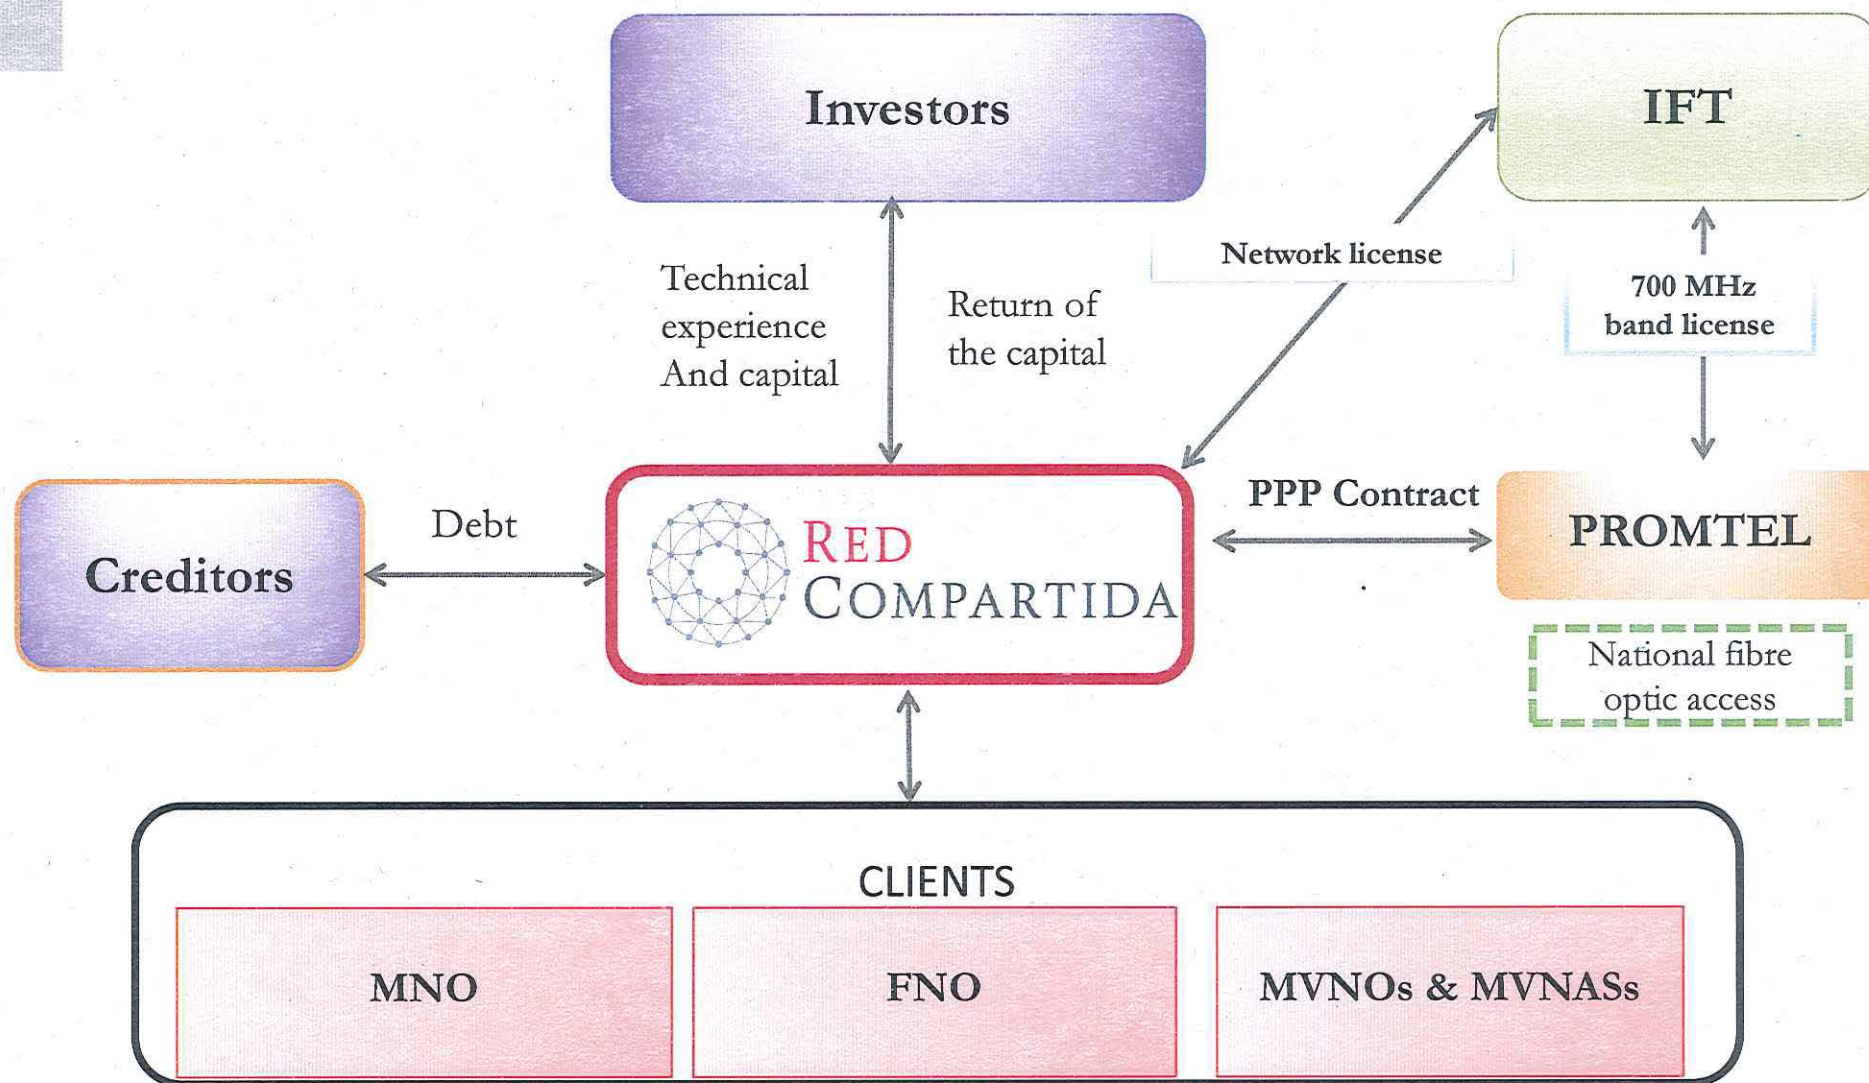 Investors
IFT
Technical
experience
And capital
Return of
the capital
Network license
700 MHz
band license
Creditors
Debt
RED
COMPARTIDA
PPP Contract
PROMTEL
National fibre
optic access
CLIENTS
MNO
FNO
MVNOs & MVNASs